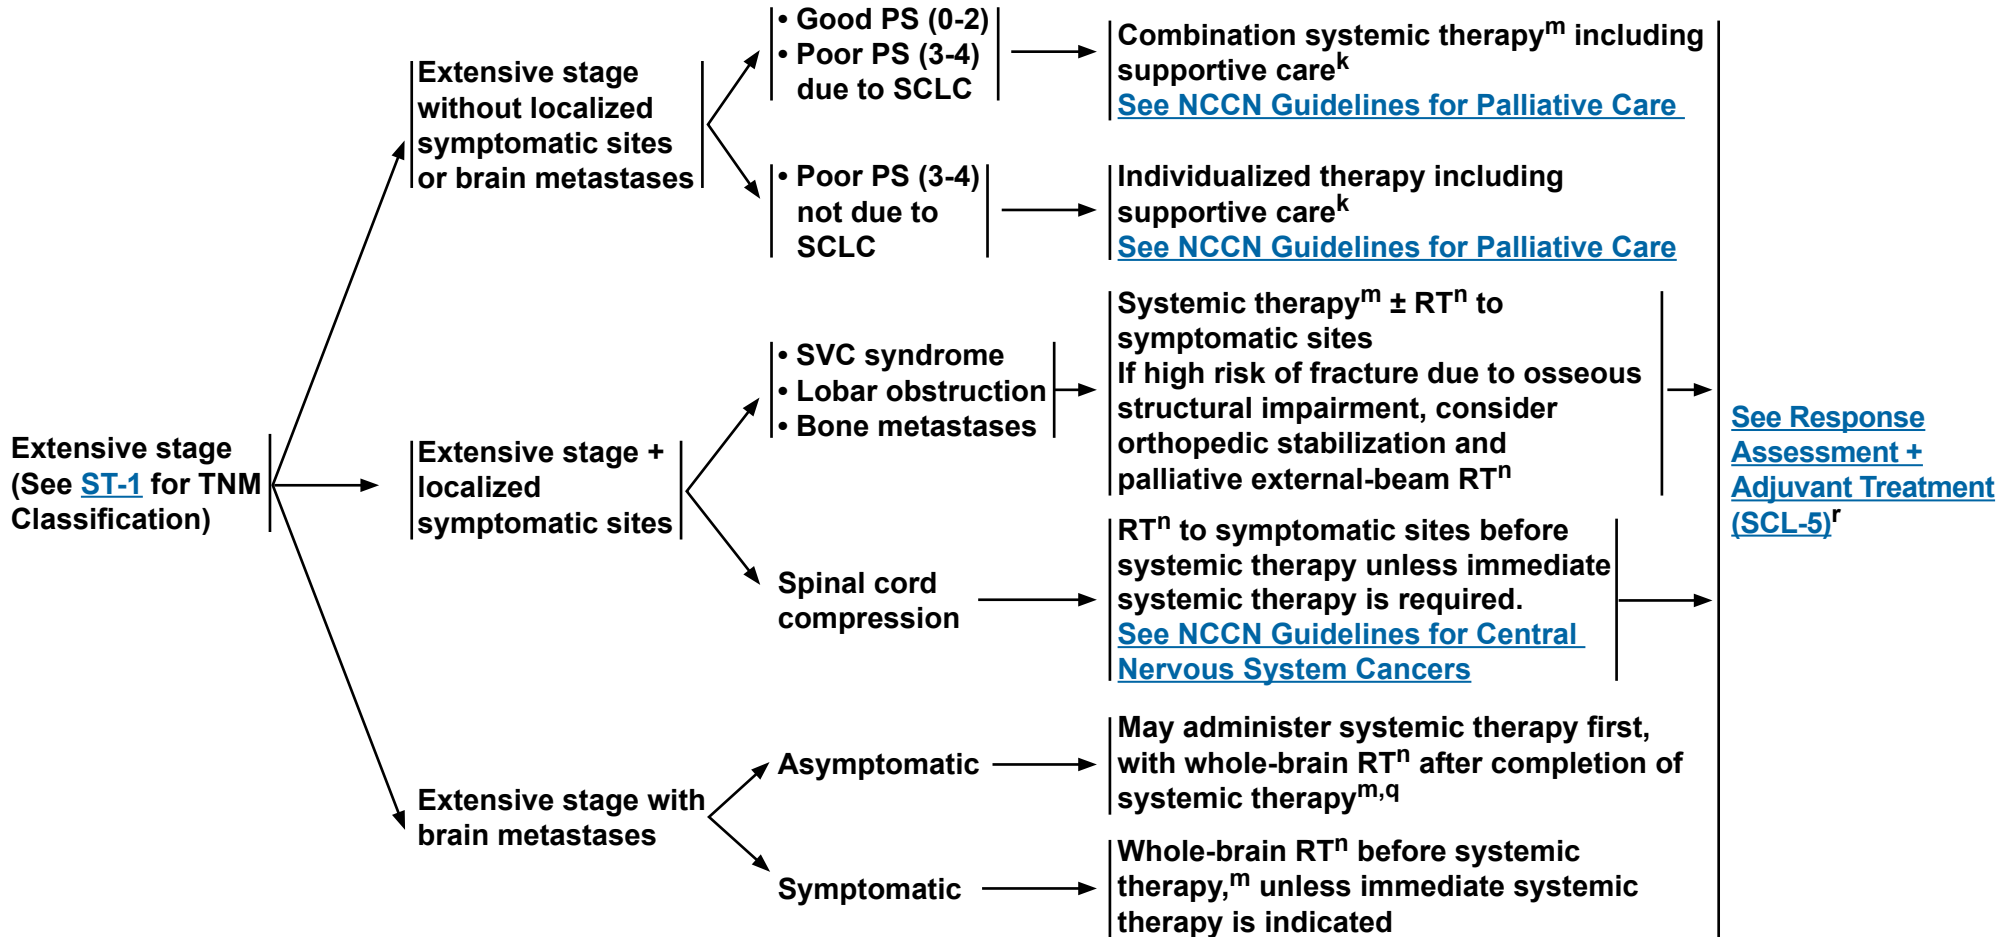 Extensive stage
(See ST-1 for TNM
Classification)
Extensive stage
without localized
symptomatic sites
or brain metastases
• Good PS (0-2)
• Poor PS (3-4)
due to SCLC
Combination systemic therapym including
supportive carek
See NCCN Guidelines for Palliative Care
• Poor PS (3-4)
not due to
SCLC
Individualized therapy including
supportive carek
See NCCN Guidelines for Palliative Care
Extensive stage +
localized
symptomatic sites
• SVC syndrome
• Lobar obstruction
• Bone metastases
Systemic therapym ± RTn to
symptomatic sites
If high risk of fracture due to osseous
structural impairment, consider
orthopedic stabilization and
palliative external-beam RTn
Spinal cord
compression
RTn to symptomatic sites before
systemic therapy unless immediate
systemic therapy is required.
See NCCN Guidelines for Central
Nervous System Cancers
Extensive stage with
brain metastases
Asymptomatic
May administer systemic therapy first,
with whole-brain RTn after completion of
systemic therapym,q
Symptomatic
Whole-brain RTn before systemic
therapy,m unless immediate systemic
therapy is indicated
See Response
Assessment +
Adjuvant Treatment
(SCL-5)r